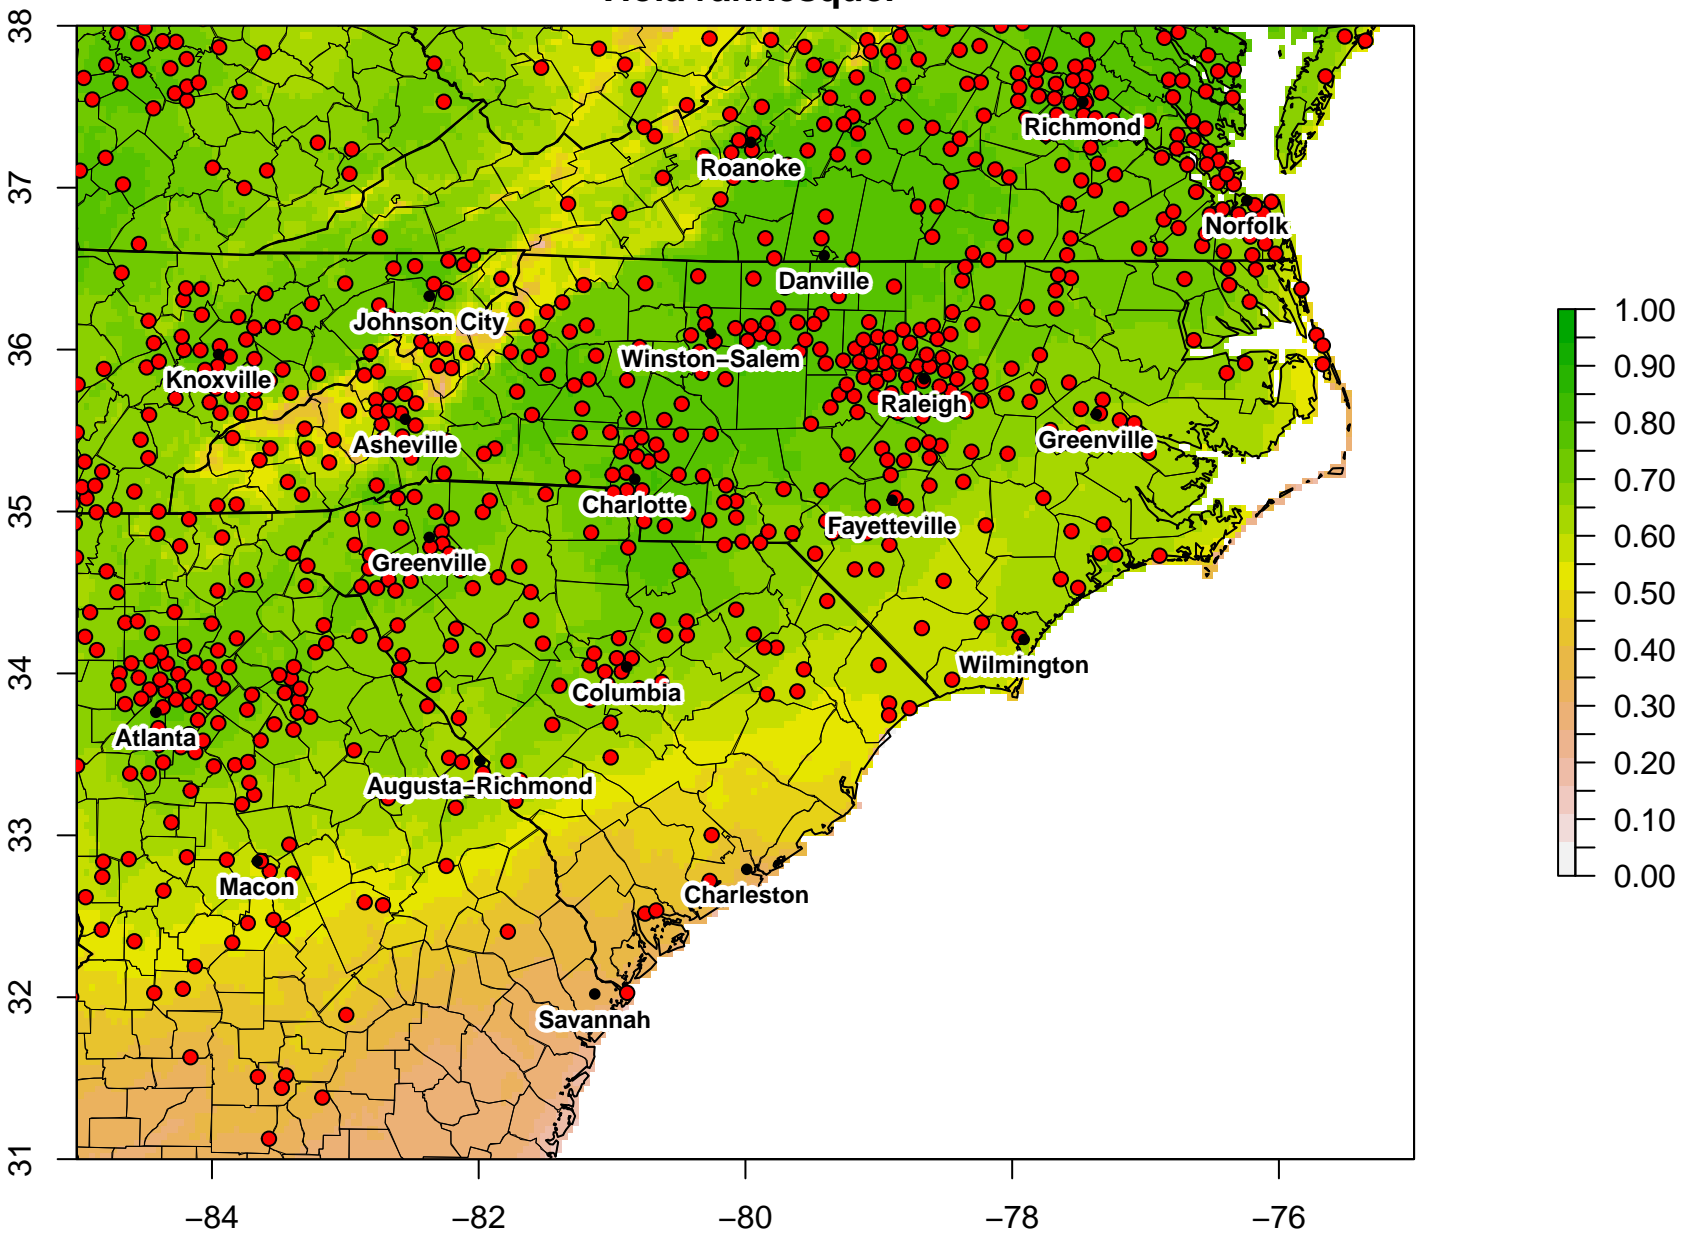 38
37
36
35
34
33
32
31
Richmond
Roanoke
Norfolk
Danville
Johnson City
Winston–Salem
Knoxville
Raleigh
Asheville
Greenville
Charlotte
Fayetteville
Greenville
Wilmington
Columbia
Atlanta
Augusta–Richmond
Macon
Charleston
Savannah
−84
−82
−80
−78
−76
1.00
0.90
0.80
0.70
0.60
0.50
0.40
0.30
0.20
0.10
0.00